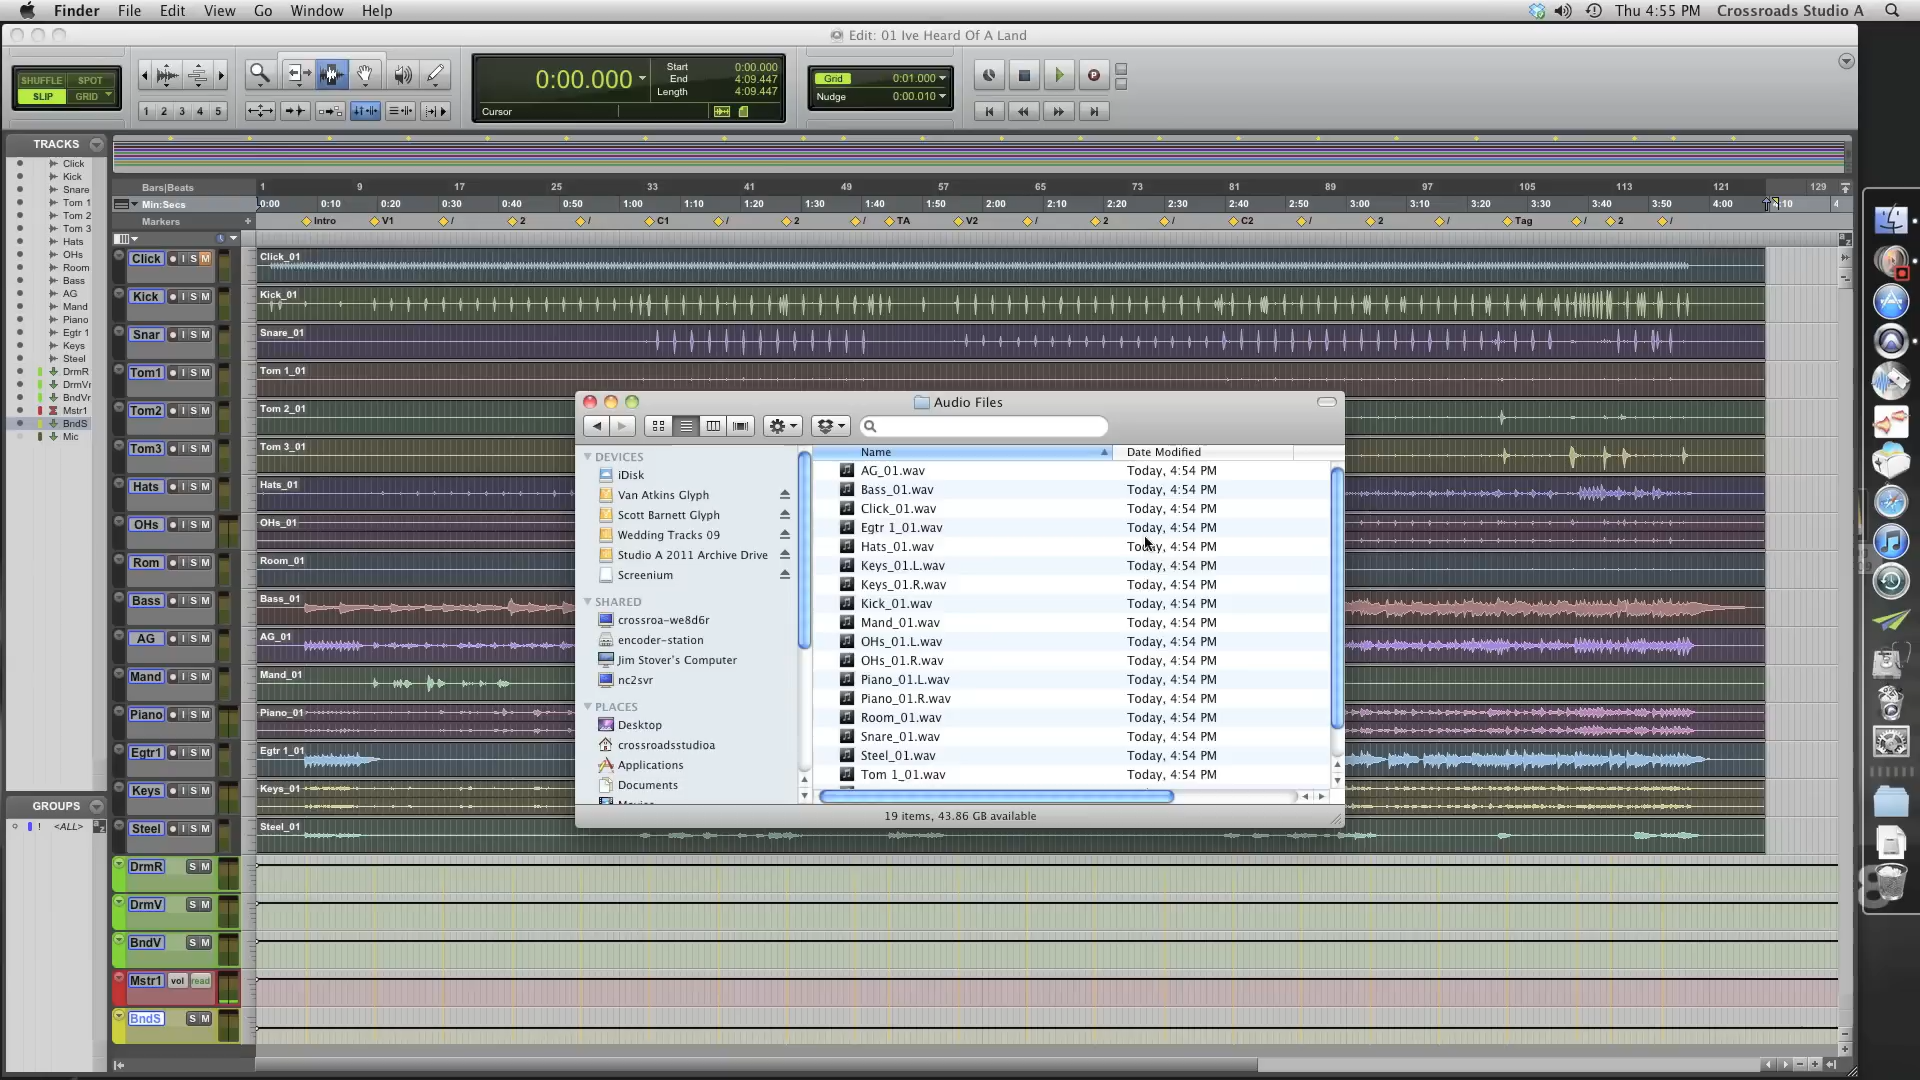 Finder File Edit View Go Window Help Thu 4:55 PM Crossroads Studio A
Edit: 01 Ive Heard Of A Land
SHUFFLE SPOT
SLIP GRID
1 2 3 4 5
0:00.000
Start 0:00.000
End 4:09.447
Length 4:09.447
Cursor
Grid 0:01.000
Nudge 0:00.010
TRACKS
Click
Kick
Snare
Tom 1
Tom 2
Tom 3
Hats
OHs
Room
Bass
AG
Mand
Piano
Egtr 1
Keys
Steel
DrmR
DrmVr
BndVr
Mstr1
BndS
Mic
GROUPS
! <ALL>
Bars|Beats 1 9 17 25 33 41 49 57 65 73 81 89 97 105 113 121 129
Min:Secs 0:00 0:10 0:20 0:30 0:40 0:50 1:00 1:10 1:20 1:30 1:40 1:50 2:00 2:10 2:20 2:30 2:40 2:50 3:00 3:10 3:20 3:30 3:40 3:50 4:00 4:10 4
Markers + Intro V1 / 2 / C1 / 2 / TA V2 / 2 / C2 / 2 / Tag / 2 /
Click I S M Click_01
Kick I S M Kick_01
Snar I S M Snare_01
Tom1 I S M Tom 1_01
Tom2 I S M Tom 2_01
Tom3 I S M Tom 3_01
Hats I S M Hats_01
OHs I S M OHs_01
Rom I S M Room_01
Bass I S M Bass_01
AG I S M AG_01
Mand I S M Mand_01
Piano I S M Piano_01
Egtr1 I S M Egtr 1_01
Keys I S M Keys_01
Steel I S M Steel_01
DrmR S M
DrmV S M
BndV S M
Mstr1 vol read
BndS S M
Audio Files
DEVICES
iDisk
Van Atkins Glyph
Scott Barnett Glyph
Wedding Tracks 09
Studio A 2011 Archive Drive
Screenium
SHARED
crossroa-we8d6r
encoder-station
Jim Stover's Computer
nc2svr
PLACES
Desktop
crossroadsstudioa
Applications
Documents
Name Date Modified
AG_01.wav Today, 4:54 PM
Bass_01.wav Today, 4:54 PM
Click_01.wav Today, 4:54 PM
Egtr 1_01.wav Today, 4:54 PM
Hats_01.wav Today, 4:54 PM
Keys_01.L.wav Today, 4:54 PM
Keys_01.R.wav Today, 4:54 PM
Kick_01.wav Today, 4:54 PM
Mand_01.wav Today, 4:54 PM
OHs_01.L.wav Today, 4:54 PM
OHs_01.R.wav Today, 4:54 PM
Piano_01.L.wav Today, 4:54 PM
Piano_01.R.wav Today, 4:54 PM
Room_01.wav Today, 4:54 PM
Snare_01.wav Today, 4:54 PM
Steel_01.wav Today, 4:54 PM
Tom 1_01.wav Today, 4:54 PM
19 items, 43.86 GB available